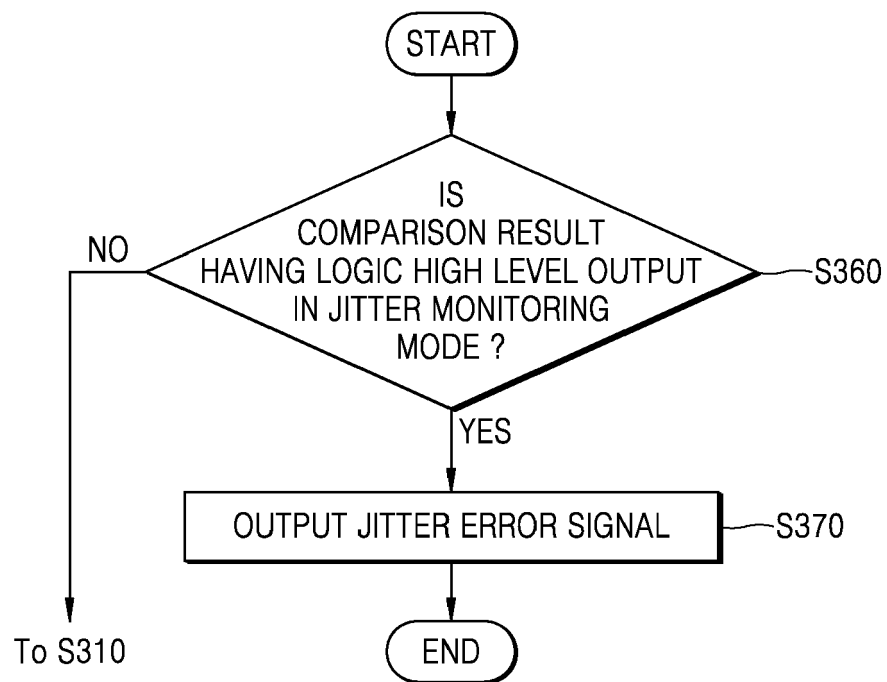 START
IS
COMPARISON RESULT
HAVING LOGIC HIGH LEVEL OUTPUT
IN JITTER MONITORING
MODE ?
NO
S360
YES
OUTPUT JITTER ERROR SIGNAL
S370
To S310
END